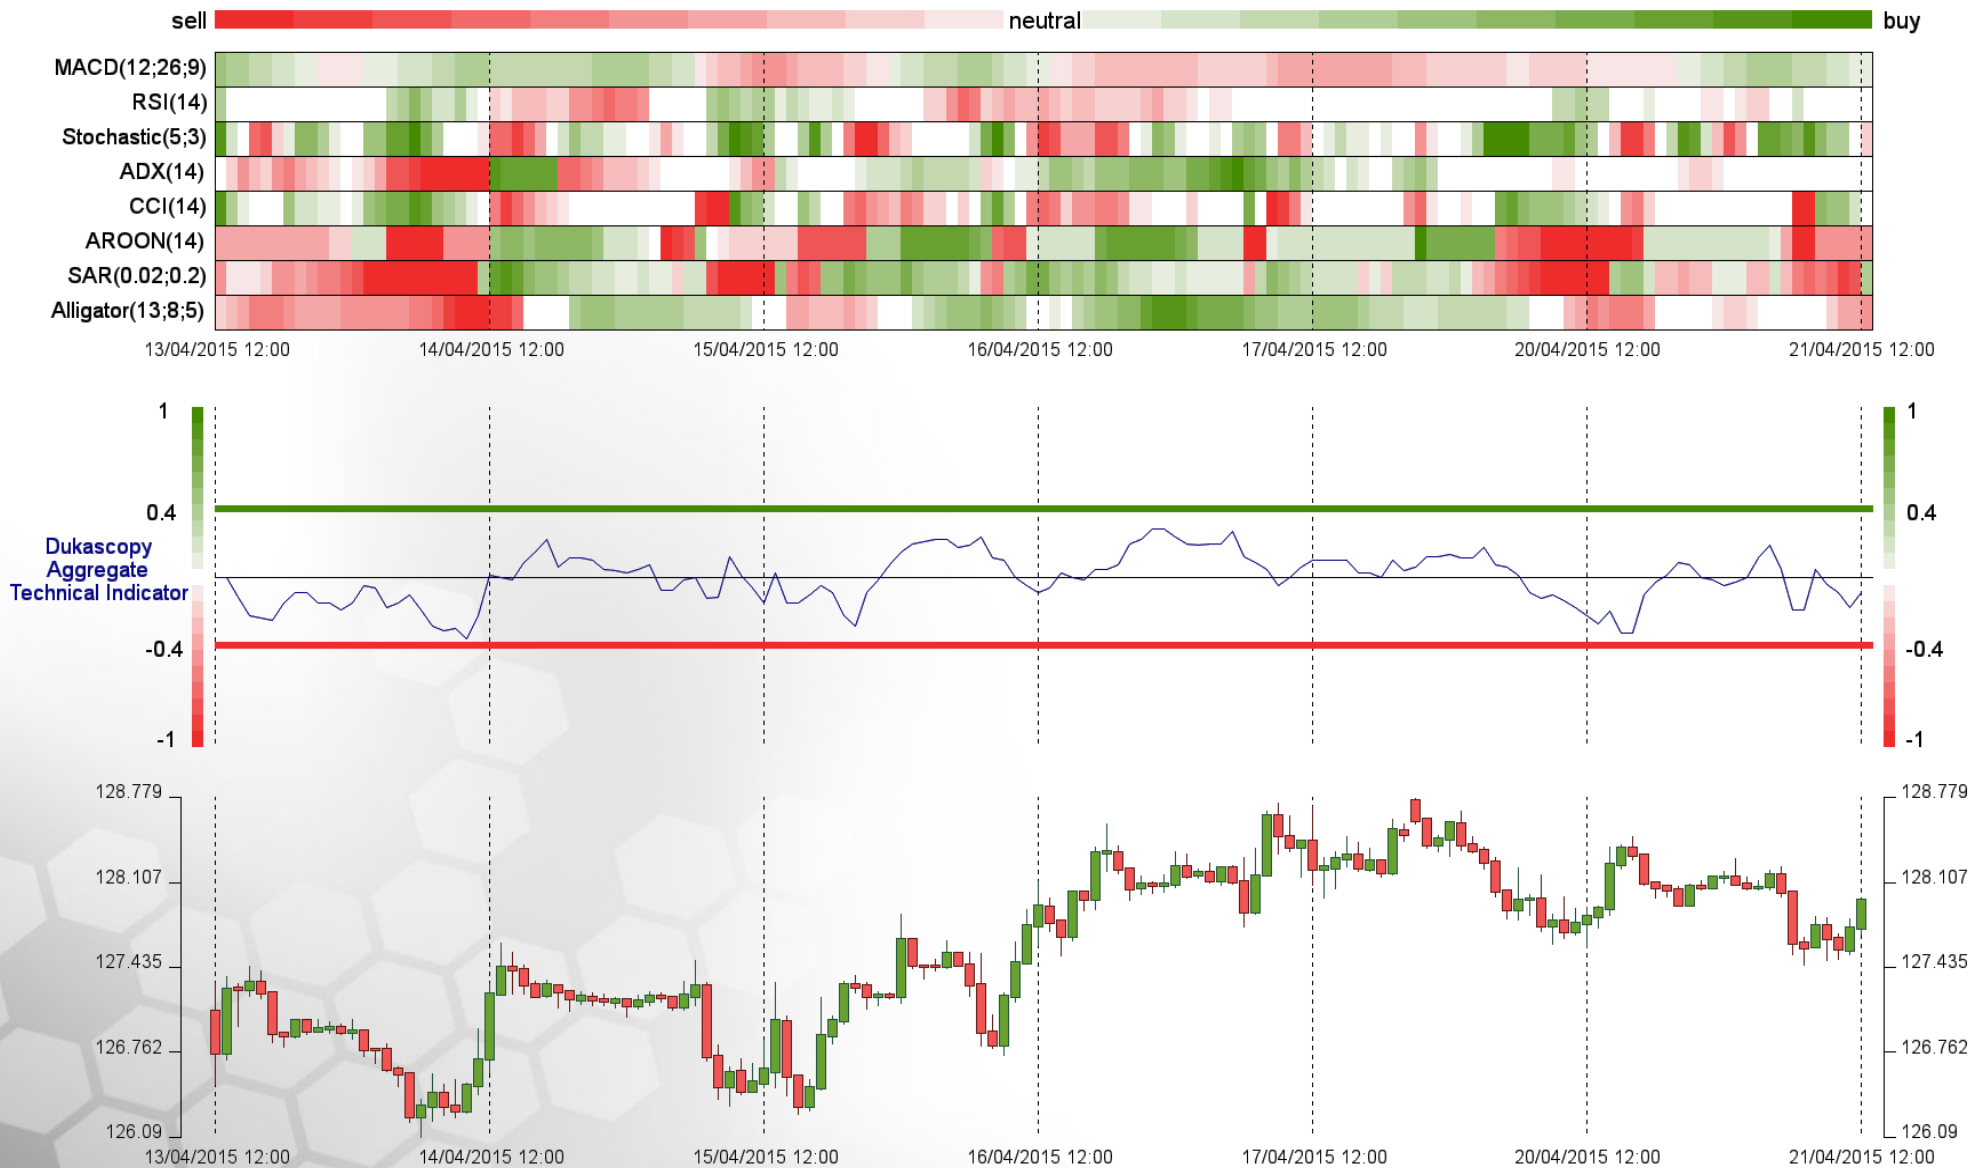 sell neutral buy
MACD(12;26;9)
RSI(14)
Stochastic(5;3)
ADX(14)
CCI(14)
AROON(14)
SAR(0.02;0.2)
Alligator(13;8;5)
13/04/2015 12:00 14/04/2015 12:00 15/04/2015 12:00 16/04/2015 12:00 17/04/2015 12:00 20/04/2015 12:00 21/04/2015 12:00
1 1
0.4 0.4
Dukascopy
Aggregate
Technical Indicator
-0.4 -0.4
-1 -1
128.779 128.779
128.107 128.107
127.435 127.435
126.762 126.762
126.09 126.09
13/04/2015 12:00 14/04/2015 12:00 15/04/2015 12:00 16/04/2015 12:00 17/04/2015 12:00 20/04/2015 12:00 21/04/2015 12:00